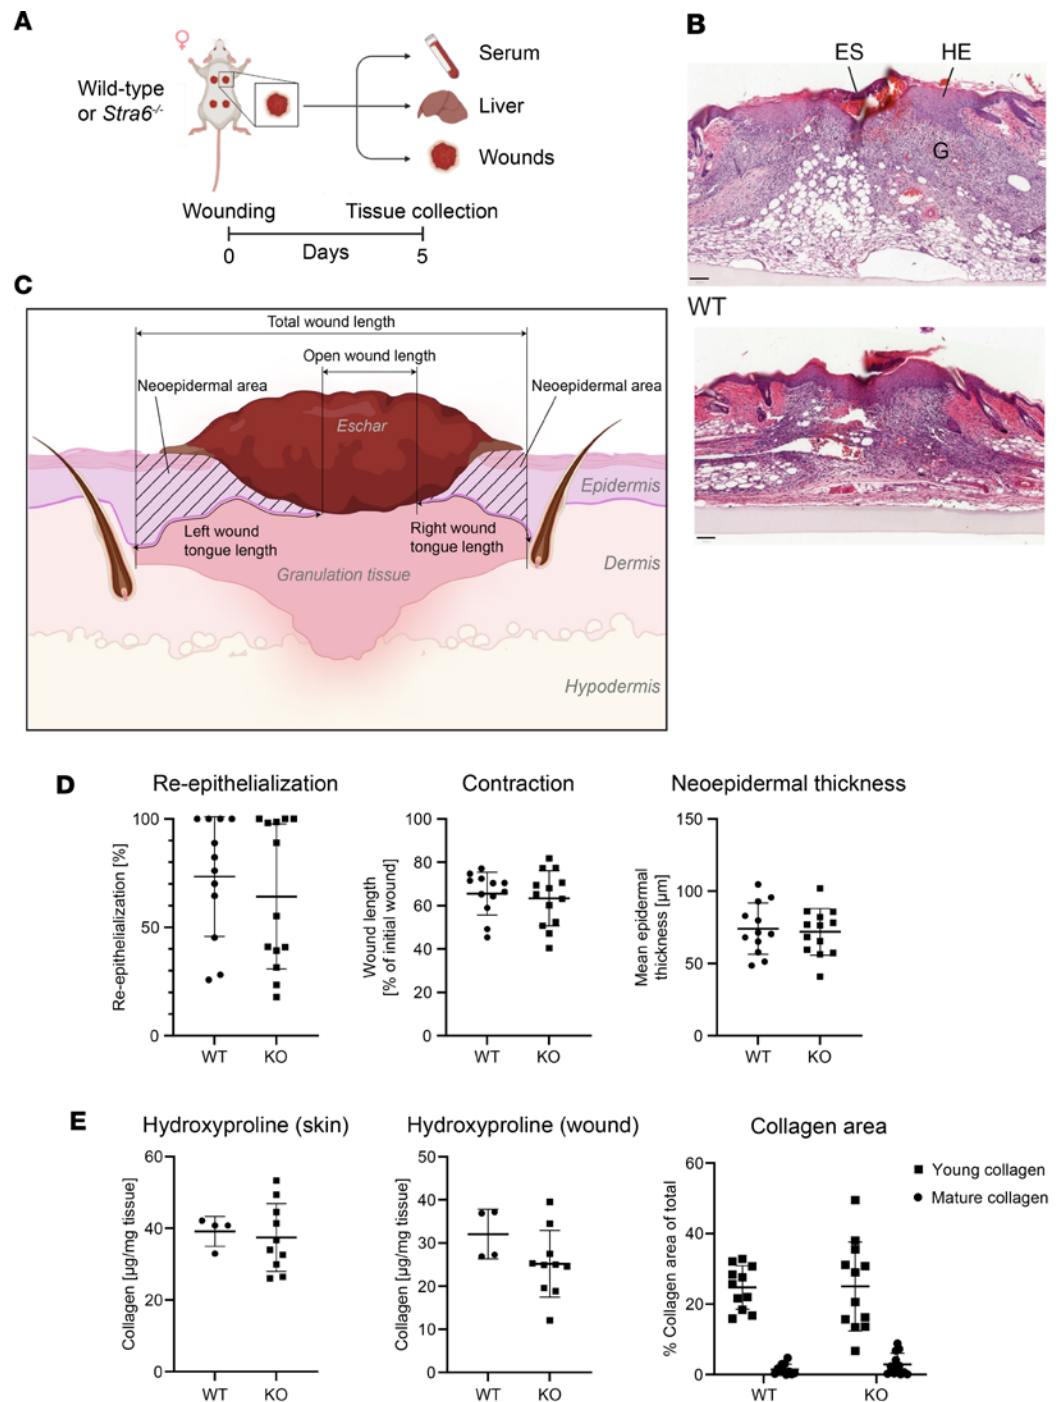 A
Wild-type
or Stra6-/-
Serum
Liver
Wounds
Wounding
Tissue collection
0
Days
5
B
ES
HE
G
WT
C
Total wound length
Open wound length
Neoepidermal area
Neoepidermal area
Eschar
Epidermis
Left wound
tongue length
Right wound
tongue length
Granulation tissue
Dermis
Hypodermis
D
Re-epithelialization
Re-epithelialization [%]
100
50
0
WT
KO
Contraction
Wound length
[% of initial wound]
100
80
60
40
20
0
WT
KO
Neoepidermal thickness
Mean epidermal
thickness [µm]
150
100
50
0
WT
KO
E
Hydroxyproline (skin)
Collagen [µg/mg tissue]
60
40
20
0
WT
KO
Hydroxyproline (wound)
Collagen [µg/mg tissue]
50
40
30
20
10
0
WT
KO
Collagen area
% Collagen area of total
60
40
20
0
WT
KO
Young collagen
Mature collagen